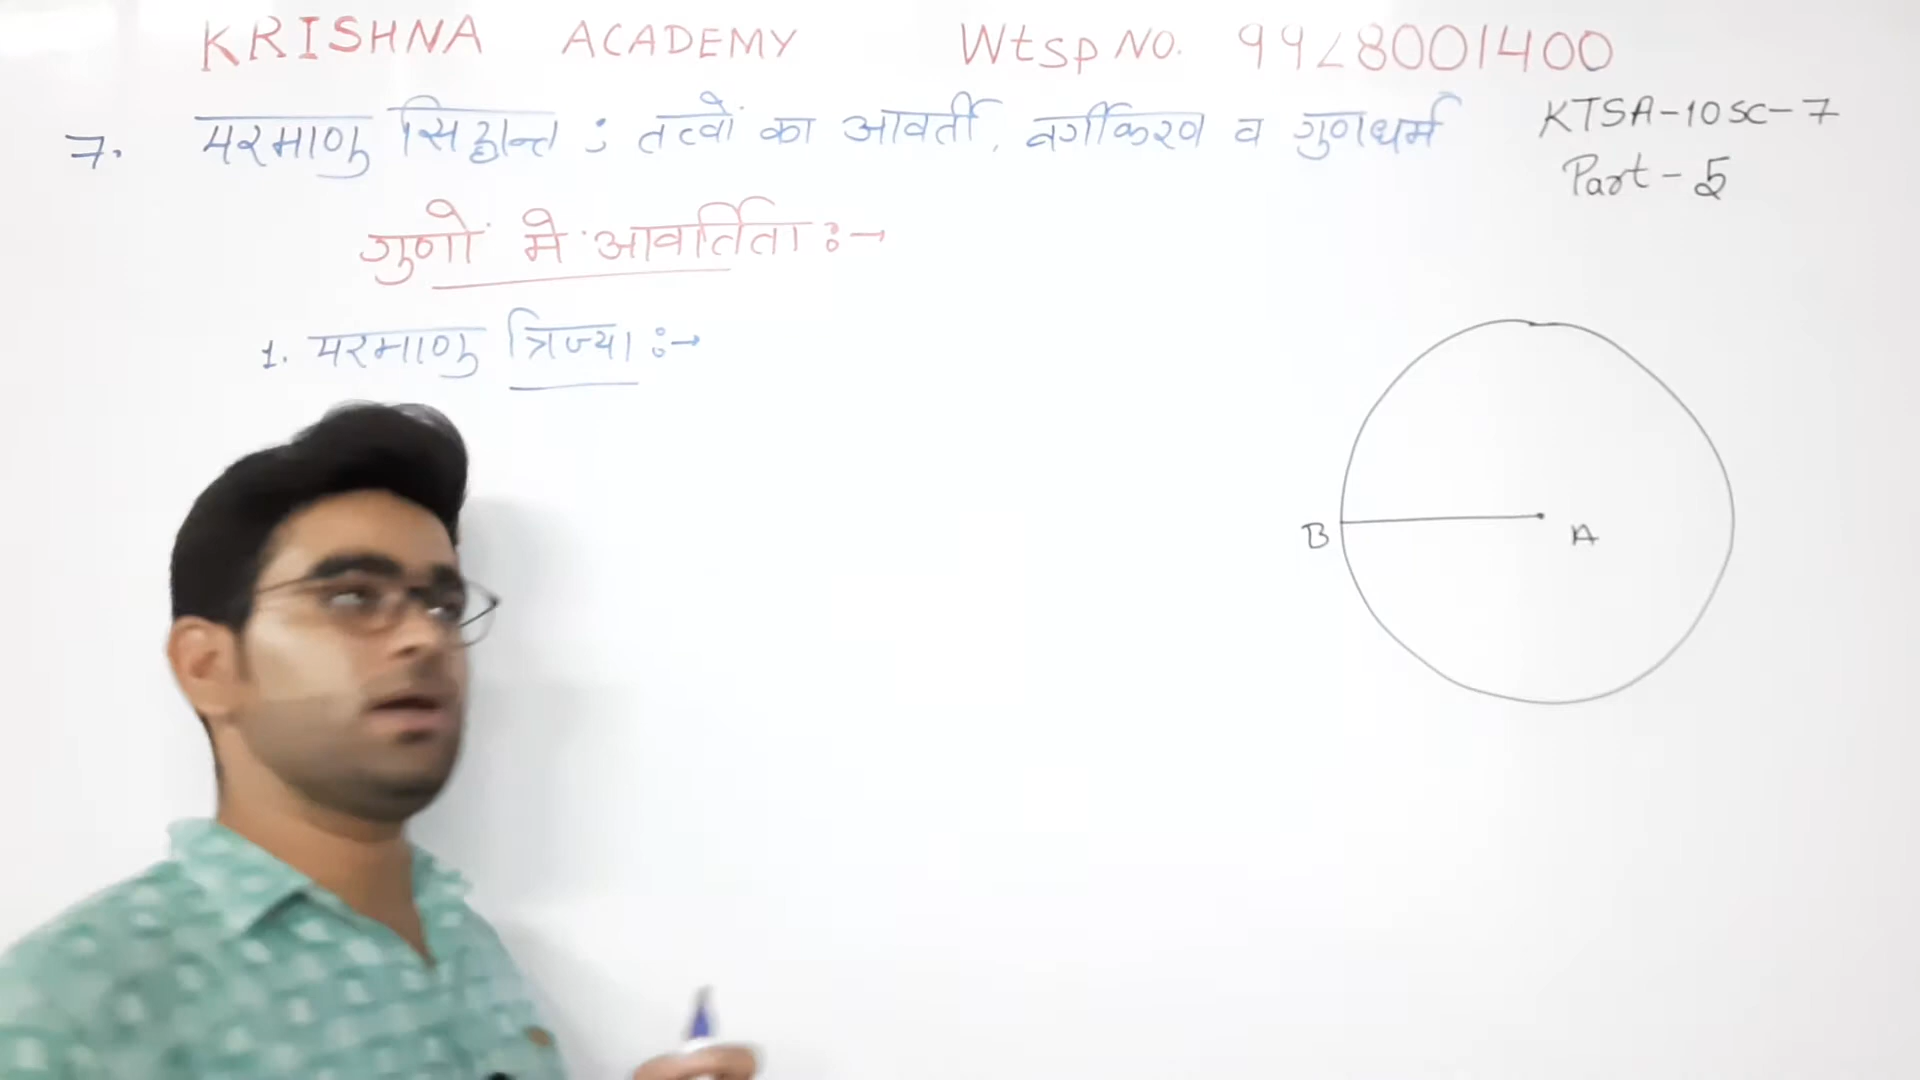 KRISHNA ACADEMY Wtsp NO. 9928001400
7. परमाणु सिद्धान्त : तत्वों का आवर्ती वर्गीकरण व गुणधर्म
KTSA-10SC-7
Part - 5
गुणों मे आवर्तिता :→
1. परमाणु त्रिज्या :→
B
A